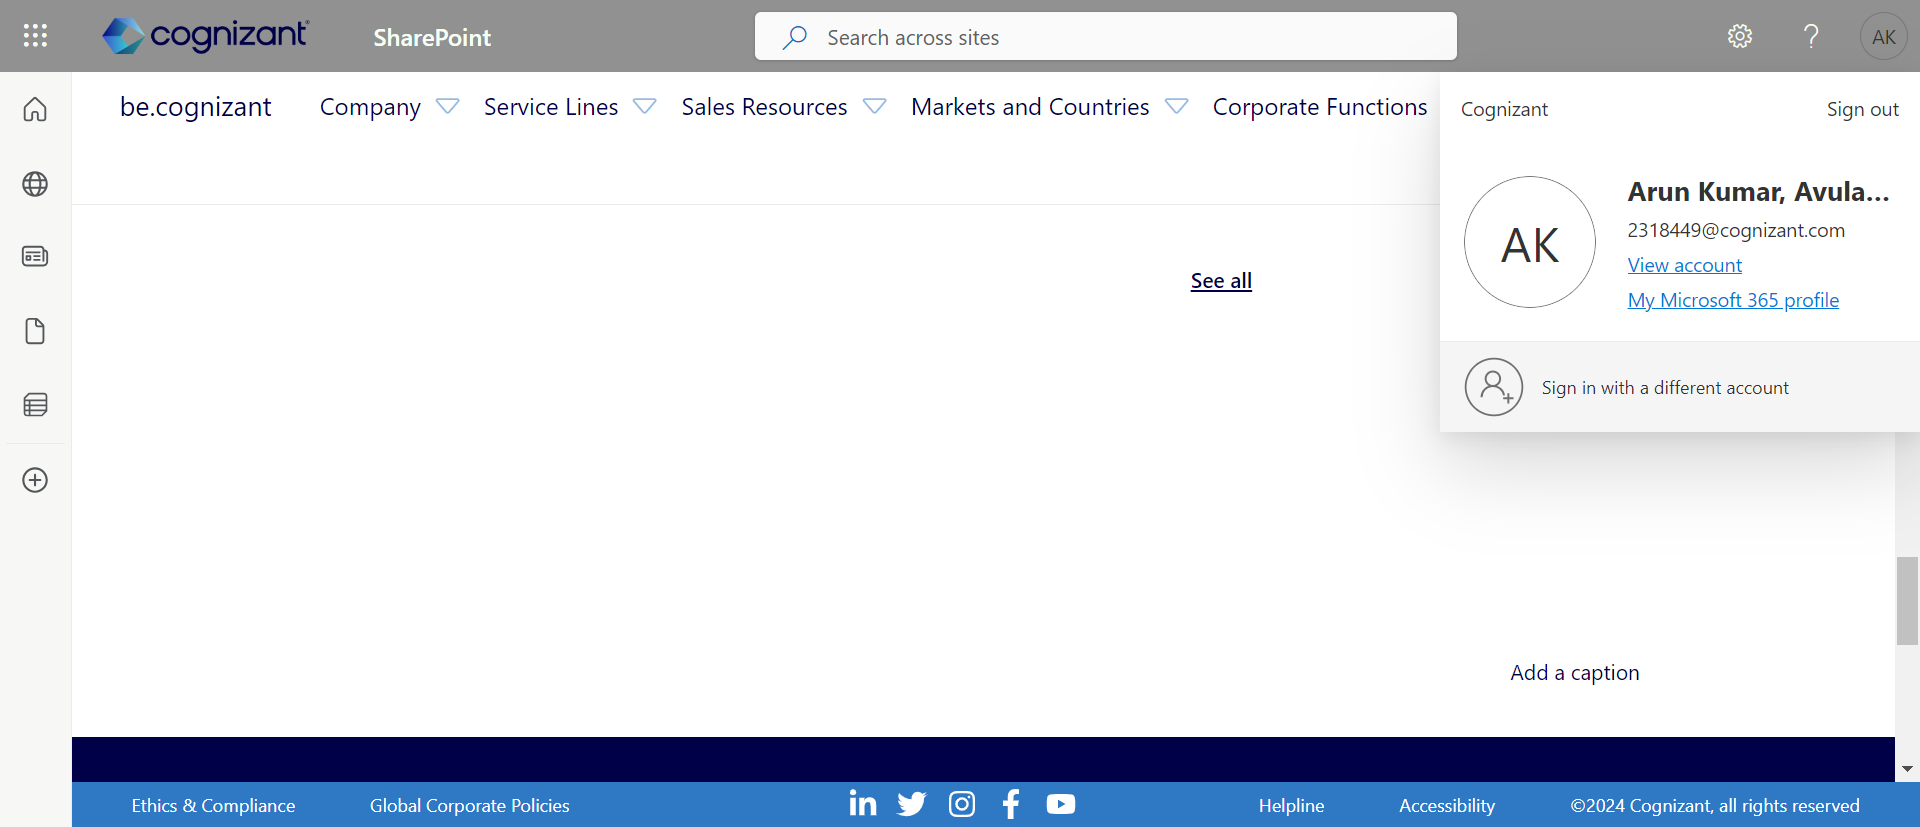 cognizant
SharePoint
Search across sites
AK
be.cognizant
Company
Service Lines
Sales Resources
Markets and Countries
Corporate Functions
Cognizant
Sign out
AK
Arun Kumar, Avula...
2318449@cognizant.com
View account
My Microsoft 365 profile
Sign in with a different account
See all
Add a caption
Ethics & Compliance
Global Corporate Policies
Helpline
Accessibility
©2024 Cognizant, all rights reserved